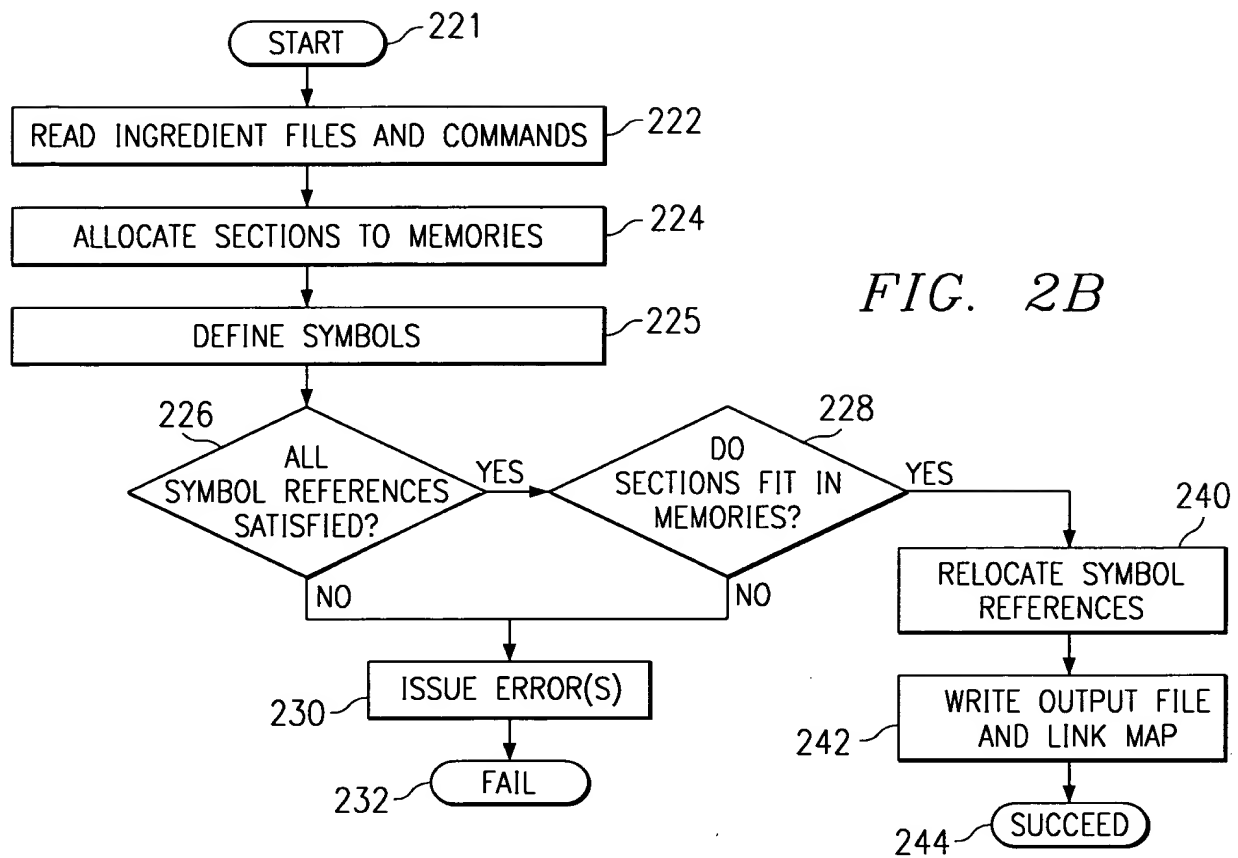 START
221
READ INGREDIENT FILES AND COMMANDS
222
ALLOCATE SECTIONS TO MEMORIES
224
DEFINE SYMBOLS
225
FIG. 2B
226
ALL
SYMBOL REFERENCES
SATISFIED?
YES
NO
228
DO
SECTIONS FIT IN
MEMORIES?
YES
NO
240
RELOCATE SYMBOL
REFERENCES
ISSUE ERROR(S)
230
WRITE OUTPUT FILE
AND LINK MAP
242
FAIL
232
SUCCEED
244